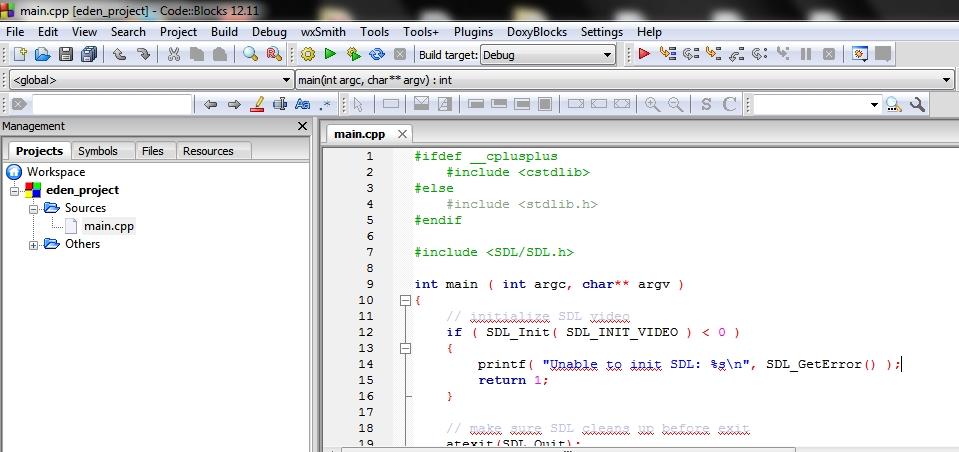 main.cpp [eden_project] - Code::Blocks 12.11
File Edit View Search Project Build Debug wxSmith Tools Tools+ Plugins DoxyBlocks Settings Help
Build target: Debug
<global> main(int argc, char** argv) : int
Aa .* S C
Management
Projects Symbols Files Resources
Workspace
eden_project
Sources
main.cpp
Others
main.cpp
1 #ifdef __cplusplus
2 #include <cstdlib>
3 #else
4 #include <stdlib.h>
5 #endif
6
7 #include <SDL/SDL.h>
8
9 int main ( int argc, char** argv )
10 {
11 // initialize SDL video
12 if ( SDL_Init( SDL_INIT_VIDEO ) < 0 )
13 {
14 printf( "Unable to init SDL: %s\n", SDL_GetError() );
15 return 1;
16 }
17
18 // make sure SDL cleans up before exit
19 atexit(SDL_Quit);